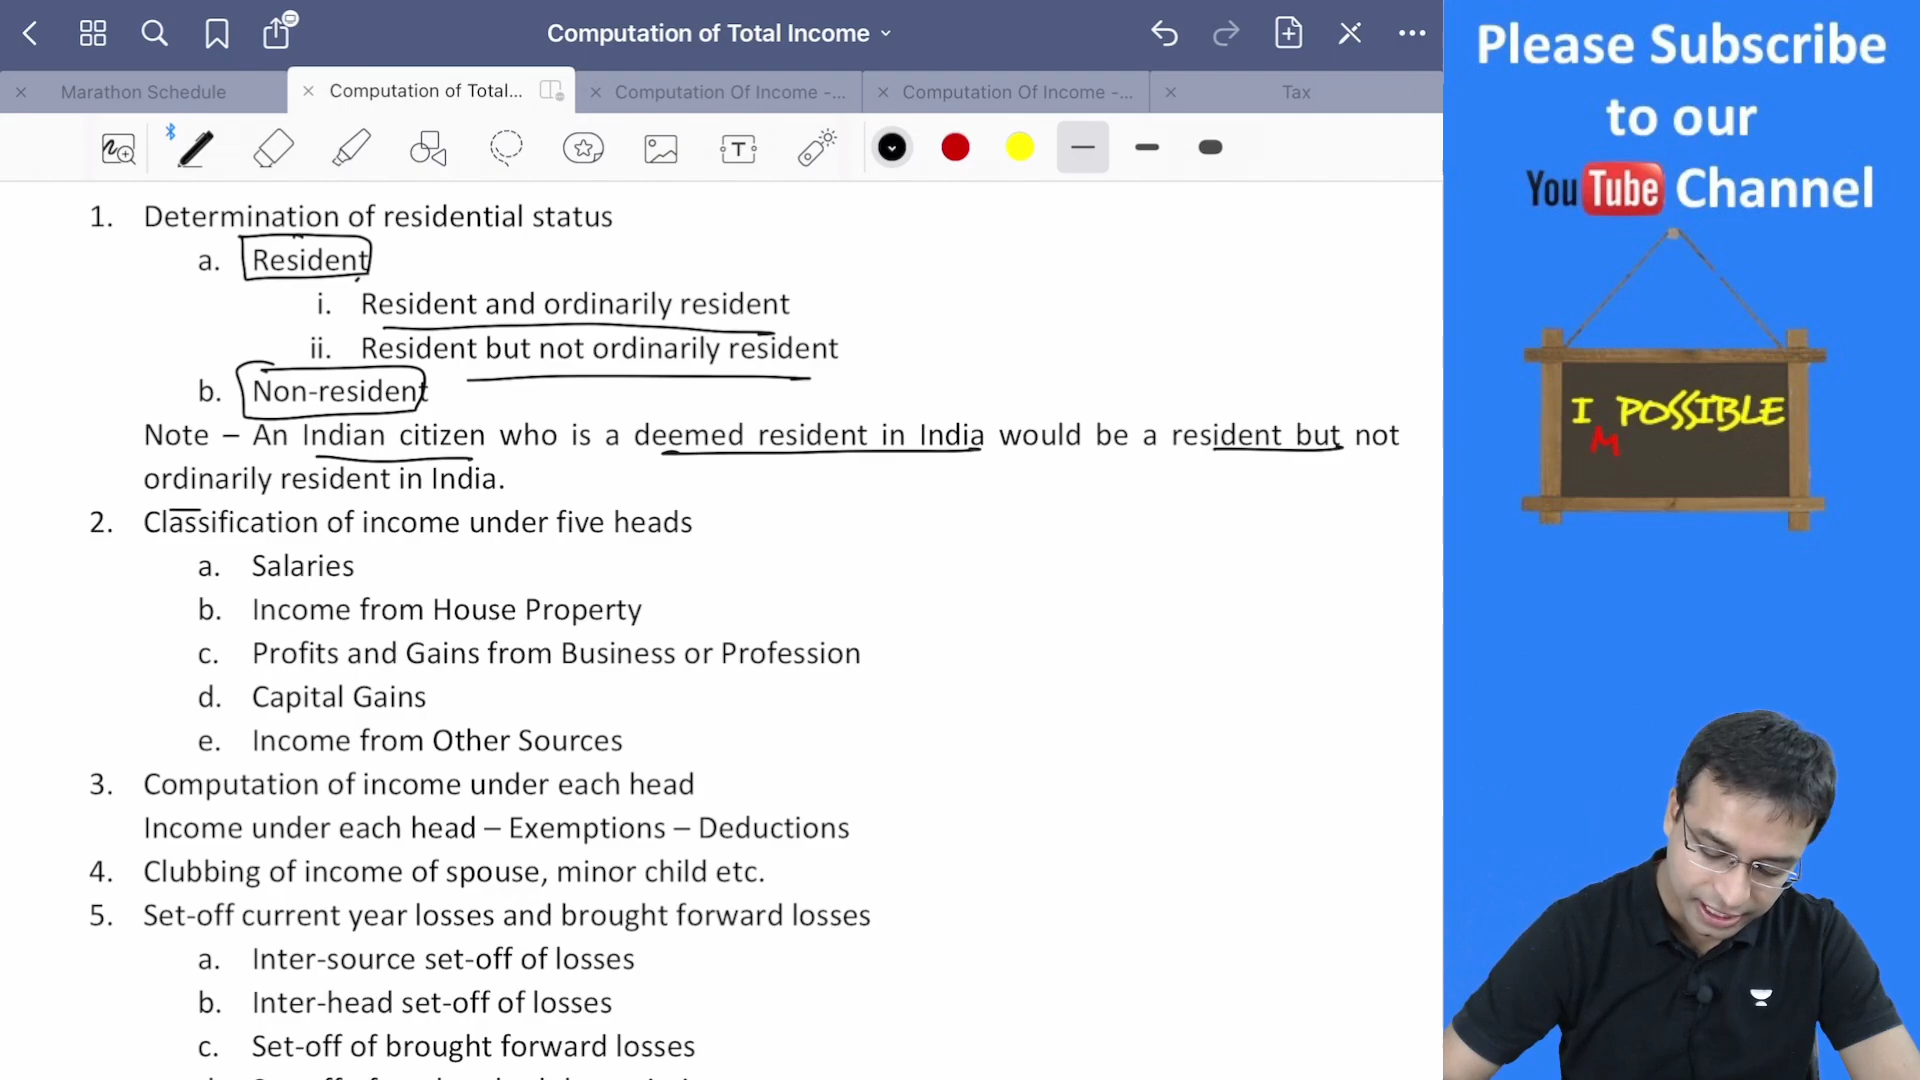 Computation of Total Income
Marathon Schedule
Computation of Total...
Computation Of Income -...
Computation Of Income -...
Tax
T
1. Determination of residential status
a. Resident
i. Resident and ordinarily resident
ii. Resident but not ordinarily resident
b. Non-resident
Note – An Indian citizen who is a deemed resident in India would be a resident but not
ordinarily resident in India.
2. Classification of income under five heads
a. Salaries
b. Income from House Property
c. Profits and Gains from Business or Profession
d. Capital Gains
e. Income from Other Sources
3. Computation of income under each head
Income under each head – Exemptions – Deductions
4. Clubbing of income of spouse, minor child etc.
5. Set-off current year losses and brought forward losses
a. Inter-source set-off of losses
b. Inter-head set-off of losses
c. Set-off of brought forward losses
Please Subscribe
to our
YouTube Channel
I POSSIBLE
M